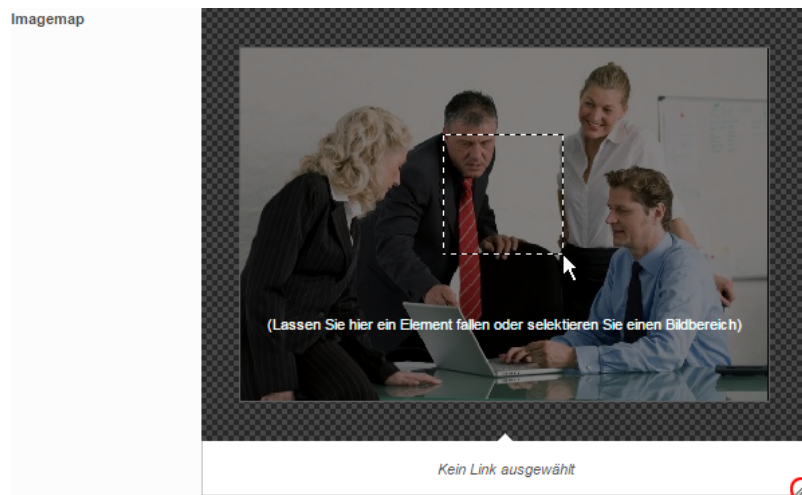 Imagemap
(Lassen Sie hier ein Element fallen oder selektieren Sie einen Bildbereich)
Kein Link ausgewählt